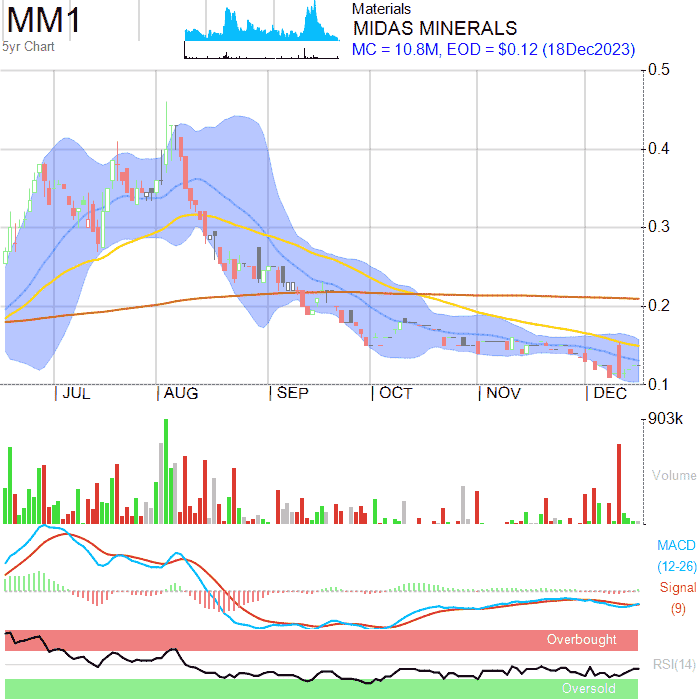 MM1
5yr Chart
Materials
MIDAS MINERALS
MC = 10.8M, EOD = $0.12 (18Dec2023)
0.5
0.4
0.3
0.2
0.1
JUL AUG SEP OCT NOV DEC
903k
Volume
MACD
(12-26)
Signal
(9)
Overbought
RSI(14)
Oversold